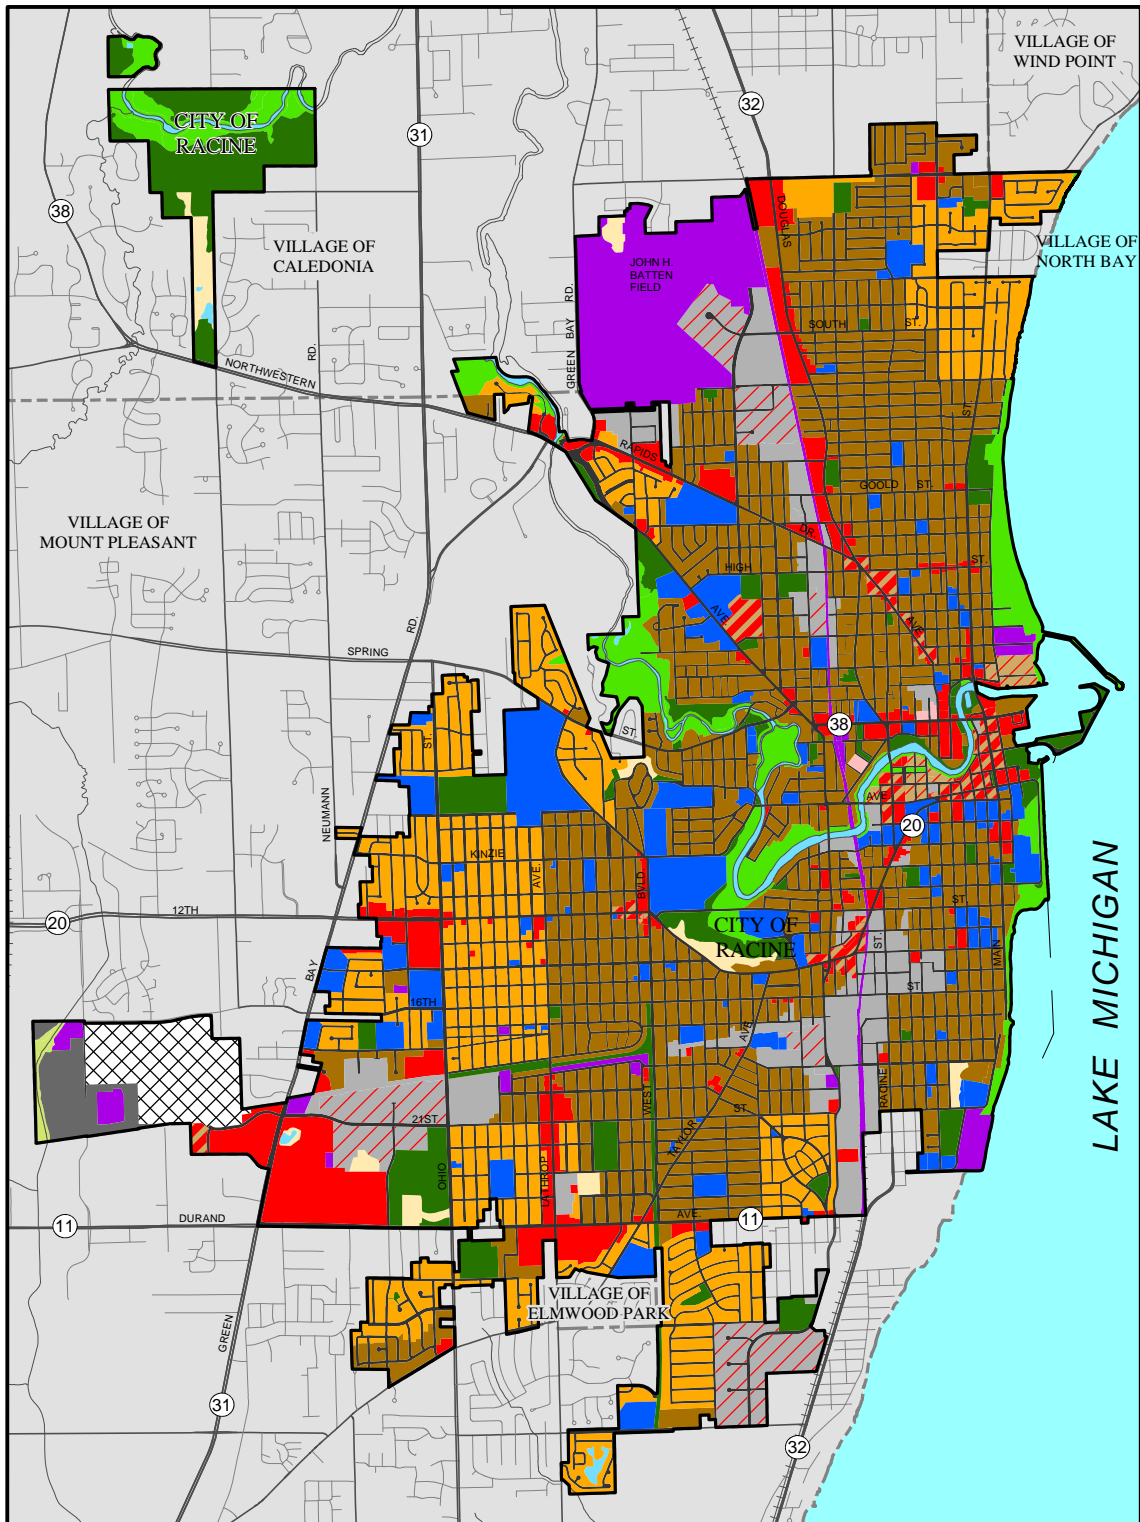 VILLAGE OF
WIND POINT
32
31
CITY OF
RACINE
38
DOUGLAS
VILLAGE OF
CALEDONIA
VILLAGE OF
NORTH BAY
JOHN H.
BATTEN
FIELD
GREEN BAY RD.
SOUTH ST.
RD.
NORTHWESTERN
ST.
RAPIDS
GOOLD ST.
VILLAGE OF
MOUNT PLEASANT
DR.
HIGH ST.
AVE.
AVE.
RD.
SPRING
ST.
38
ST.
NEUMANN
AVE.
20
KINZIE
AVE.
BLVD.
12TH
20
ST.
CITY OF
RACINE
ST.
MAIN
BAY
16TH
ST.
AVE.
LAKE MICHIGAN
RACINE
WEST
21ST.
ST.
TAYLOR
OHIO
LATHROP
11
DURAND
AVE.
11
VILLAGE OF
ELMWOOD PARK
GREEN
31
32